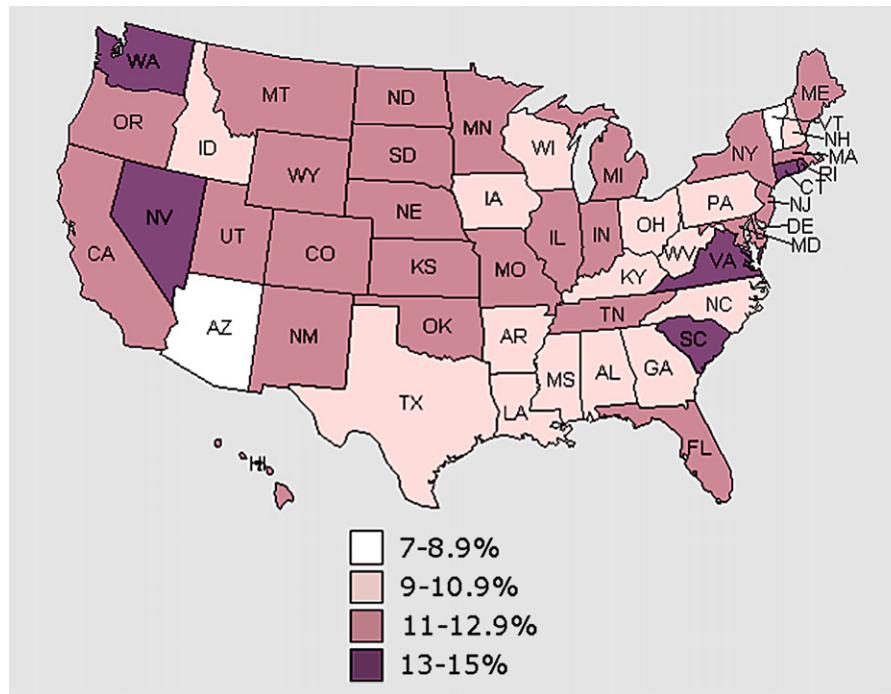 WA
MT
ND
ME
OR
MN
VT
ID
WI
NH
SD
NY
MA
WY
MI
RI
CT
IA
PA
NJ
NE
NV
OH
DE
UT
IL
IN
WV
MD
CA
CO
VA
KS
MO
KY
NC
TN
AZ
OK
SC
NM
AR
GA
MS
AL
TX
LA
FL
HI
7-8.9%
9-10.9%
11-12.9%
13-15%